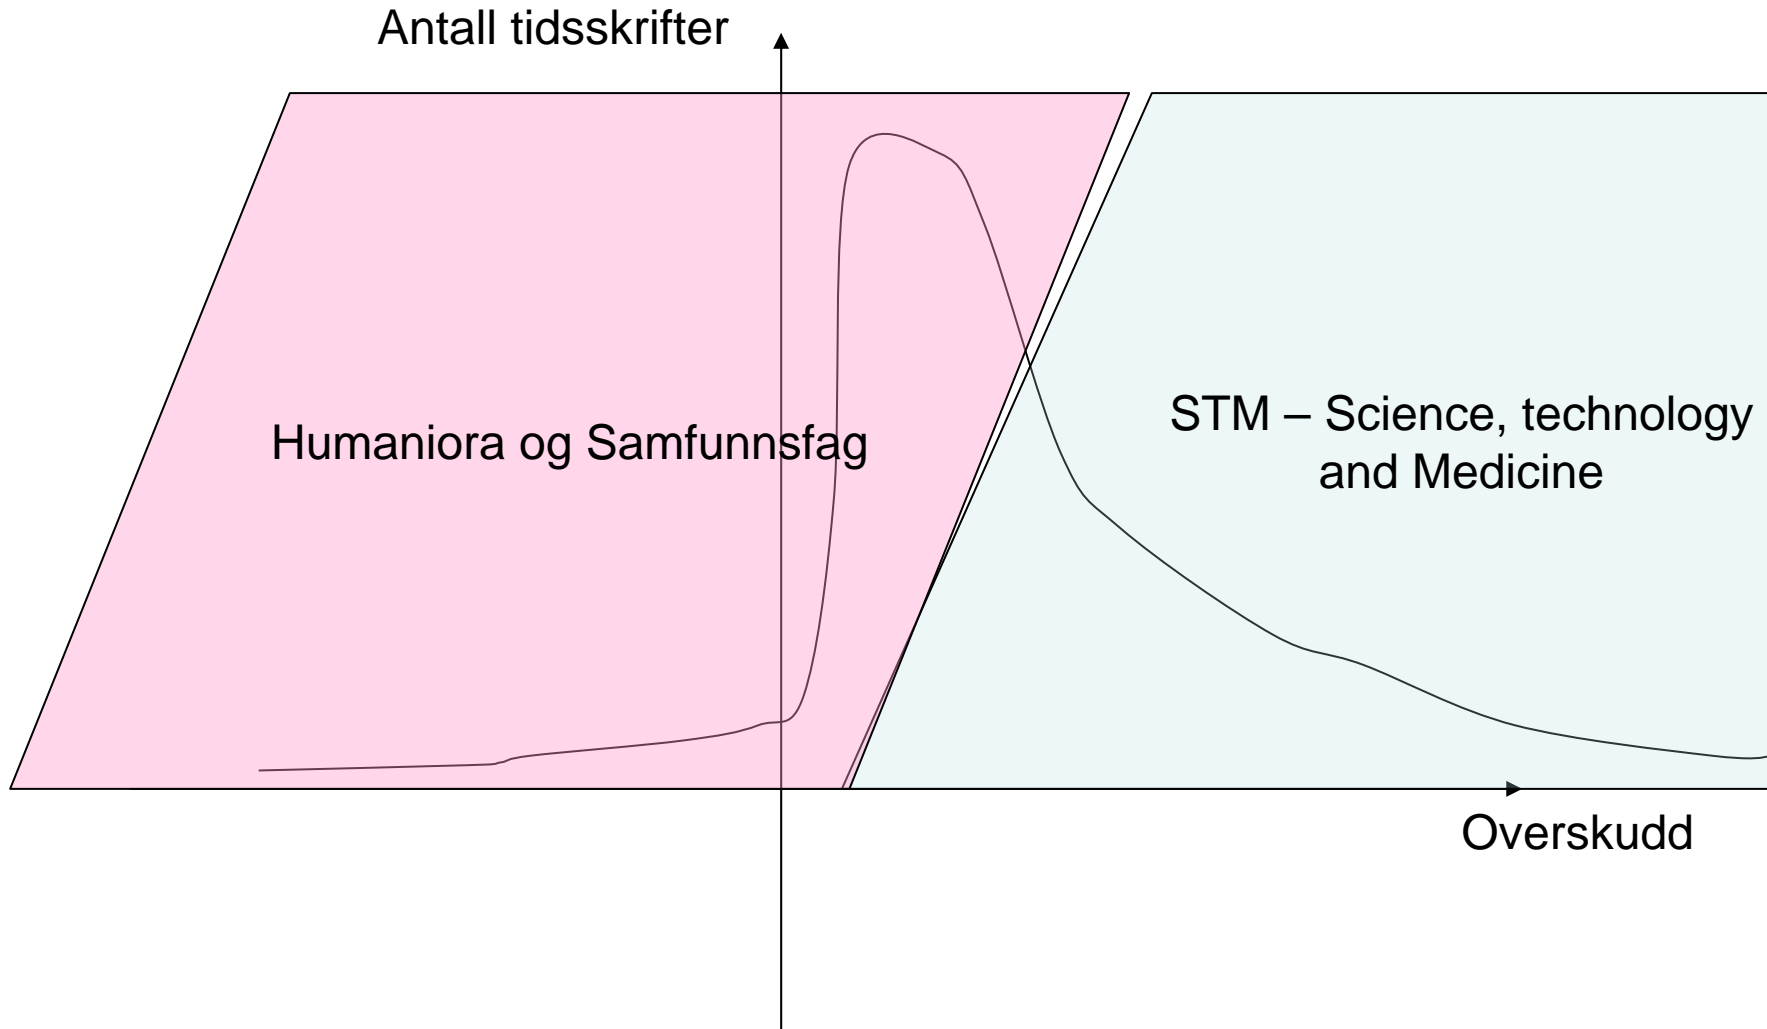 Antall tidsskrifter
Humaniora og Samfunnsfag
STM – Science, technology
and Medicine
Overskudd